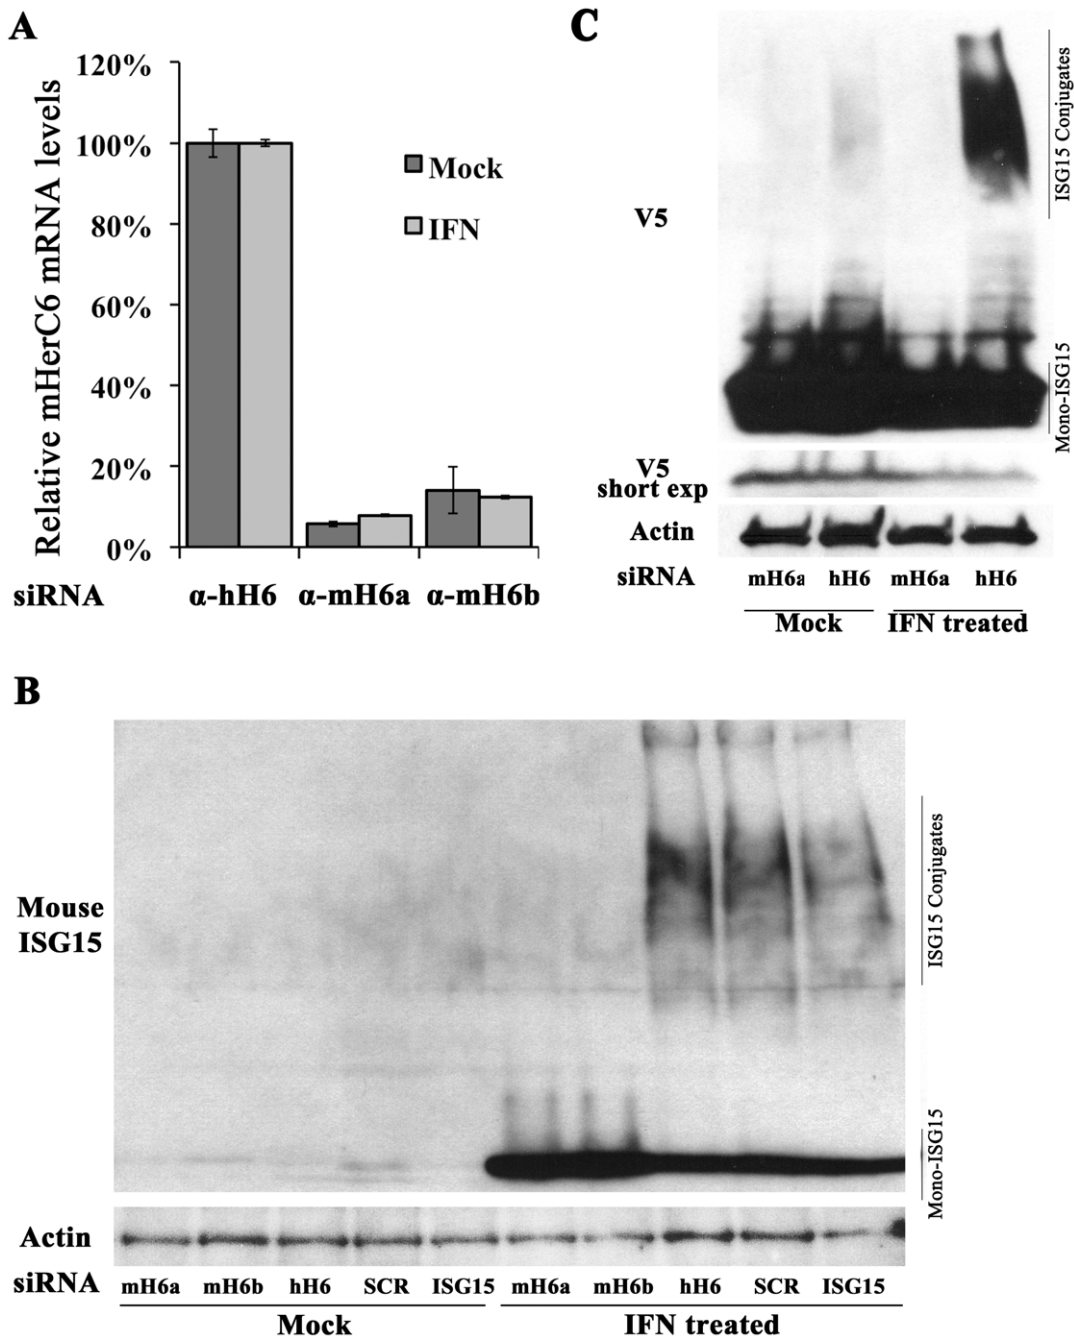 A
Relative mHerC6 mRNA levels
120%
100%
80%
60%
40%
20%
0%
Mock
IFN
siRNA α-hH6 α-mH6a α-mH6b
C
V5
ISG15 Conjugates
Mono-ISG15
V5
short exp
Actin
siRNA mH6a hH6 mH6a hH6
Mock IFN treated
B
Mouse
ISG15
ISG15 Conjugates
Mono-ISG15
Actin
siRNA mH6a mH6b hH6 SCR ISG15 mH6a mH6b hH6 SCR ISG15
Mock IFN treated